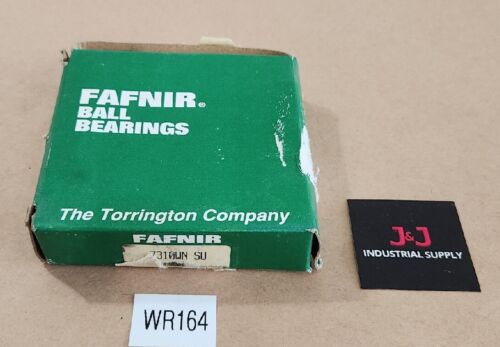 FAFNIR®
BALL
BEARINGS
The Torrington Company
FAFNIR
7310WN SU
WR164
J&J
INDUSTRIAL SUPPLY